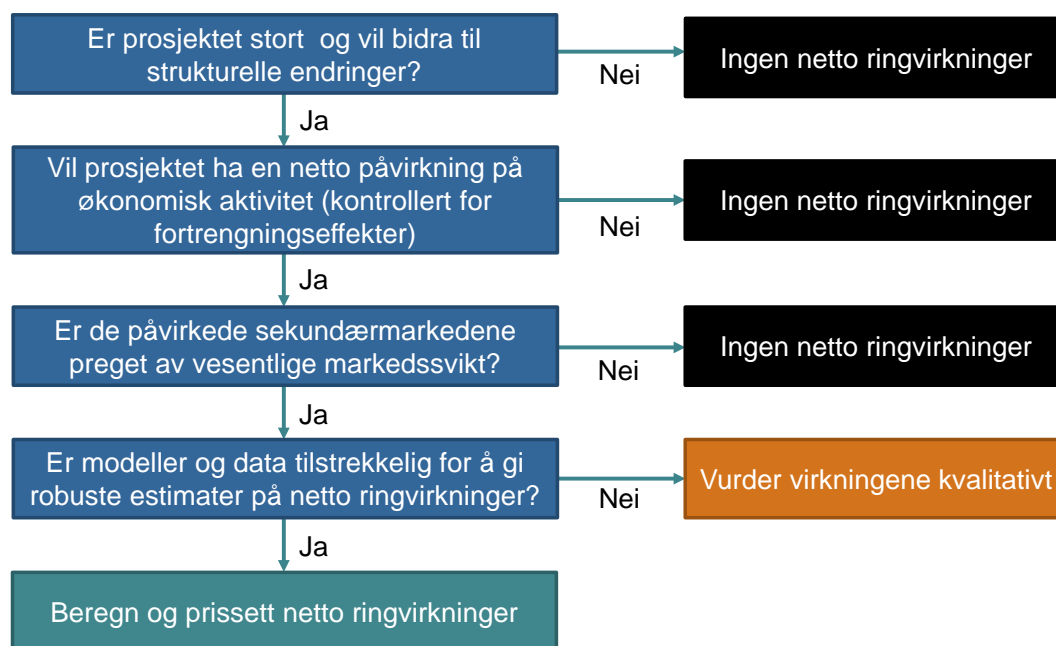 Er prosjektet stort og vil bidra til
strukturelle endringer?
Nei
Ingen netto ringvirkninger
Ja
Vil prosjektet ha en netto påvirkning på
økonomisk aktivitet (kontrollert for
fortrengningseffekter)
Nei
Ingen netto ringvirkninger
Ja
Er de påvirkede sekundærmarkedene
preget av vesentlige markedssvikt?
Nei
Ingen netto ringvirkninger
Ja
Er modeller og data tilstrekkelig for å gi
robuste estimater på netto ringvirkninger?
Nei
Vurder virkningene kvalitativt
Ja
Beregn og prissett netto ringvirkninger